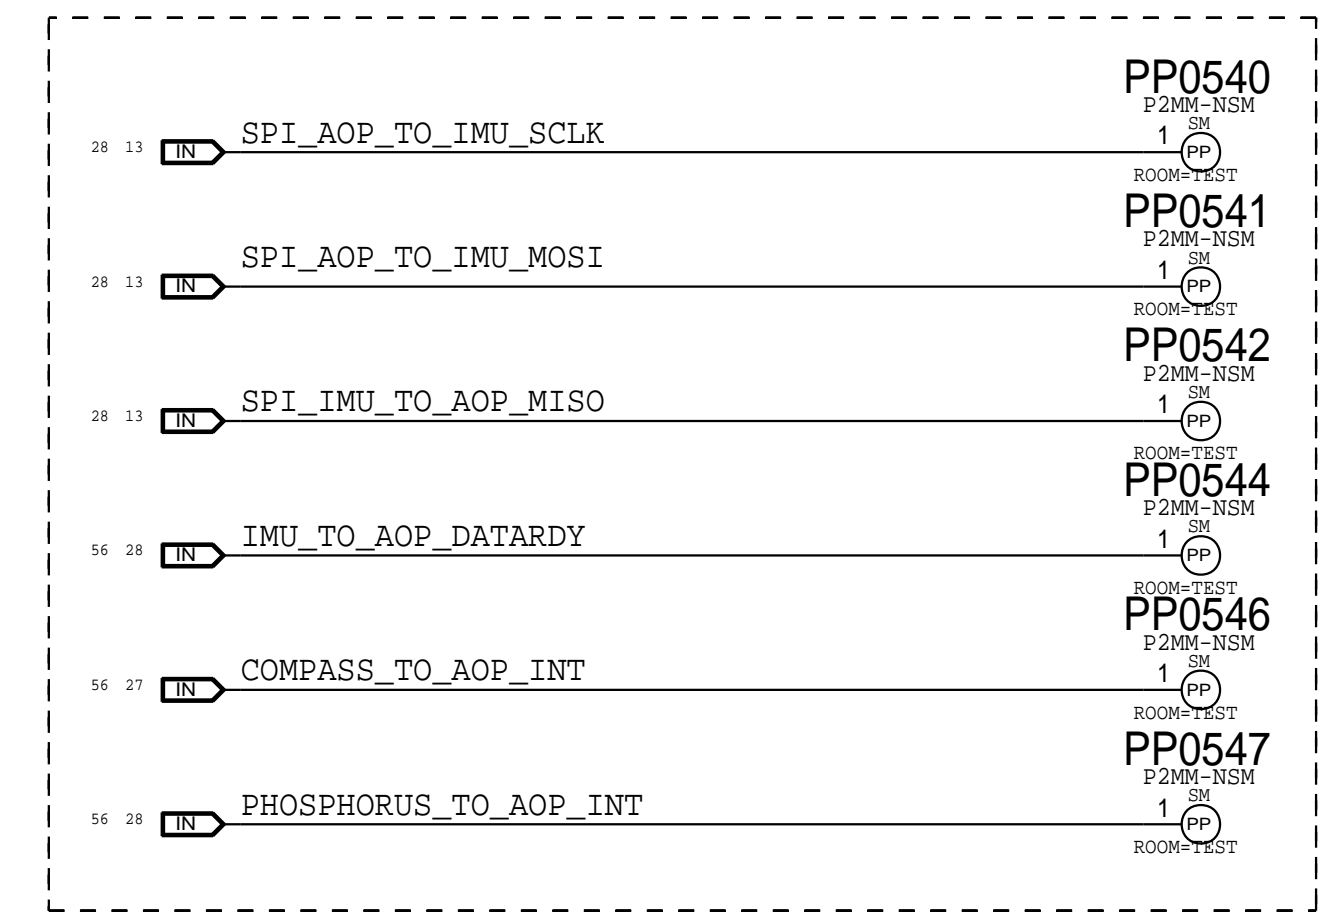 PP0540
P2MM-NSM
SM
SPI_AOP_TO_IMU_SCLK
1
28 13 IN PP
ROOM=TEST
PP0541
P2MM-NSM
SM
SPI_AOP_TO_IMU_MOSI
1
28 13 IN PP
ROOM=TEST
PP0542
P2MM-NSM
SM
SPI_IMU_TO_AOP_MISO
1
28 13 IN PP
ROOM=TEST
PP0544
P2MM-NSM
SM
IMU_TO_AOP_DATARDY
1
56 28 IN PP
ROOM=TEST
PP0546
P2MM-NSM
SM
COMPASS_TO_AOP_INT
1
56 27 IN PP
ROOM=TEST
PP0547
P2MM-NSM
SM
PHOSPHORUS_TO_AOP_INT
1
56 28 IN PP
ROOM=TEST